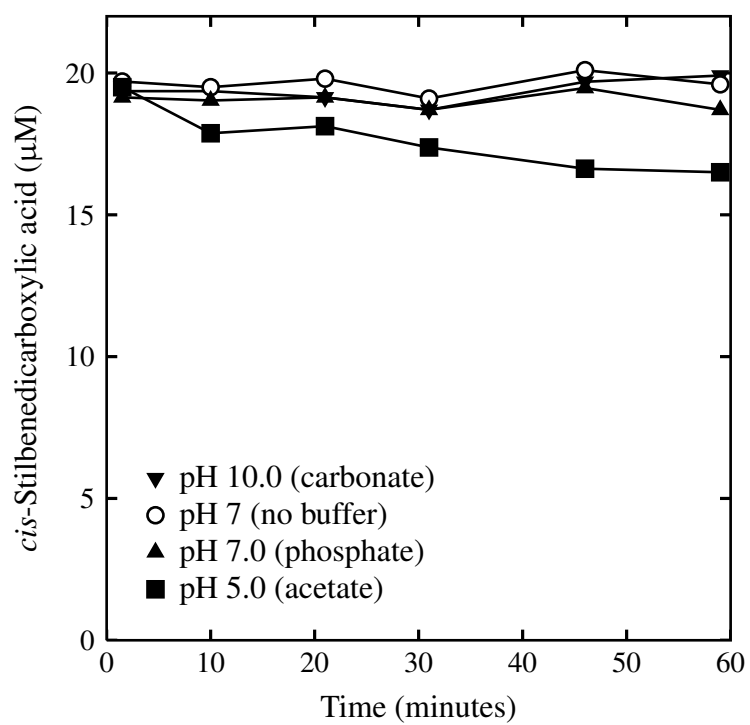 20
15
10
5
0
cis-Stilbenedicarboxylic acid (μM)
pH 10.0 (carbonate)
pH 7 (no buffer)
pH 7.0 (phosphate)
pH 5.0 (acetate)
0 10 20 30 40 50 60
Time (minutes)